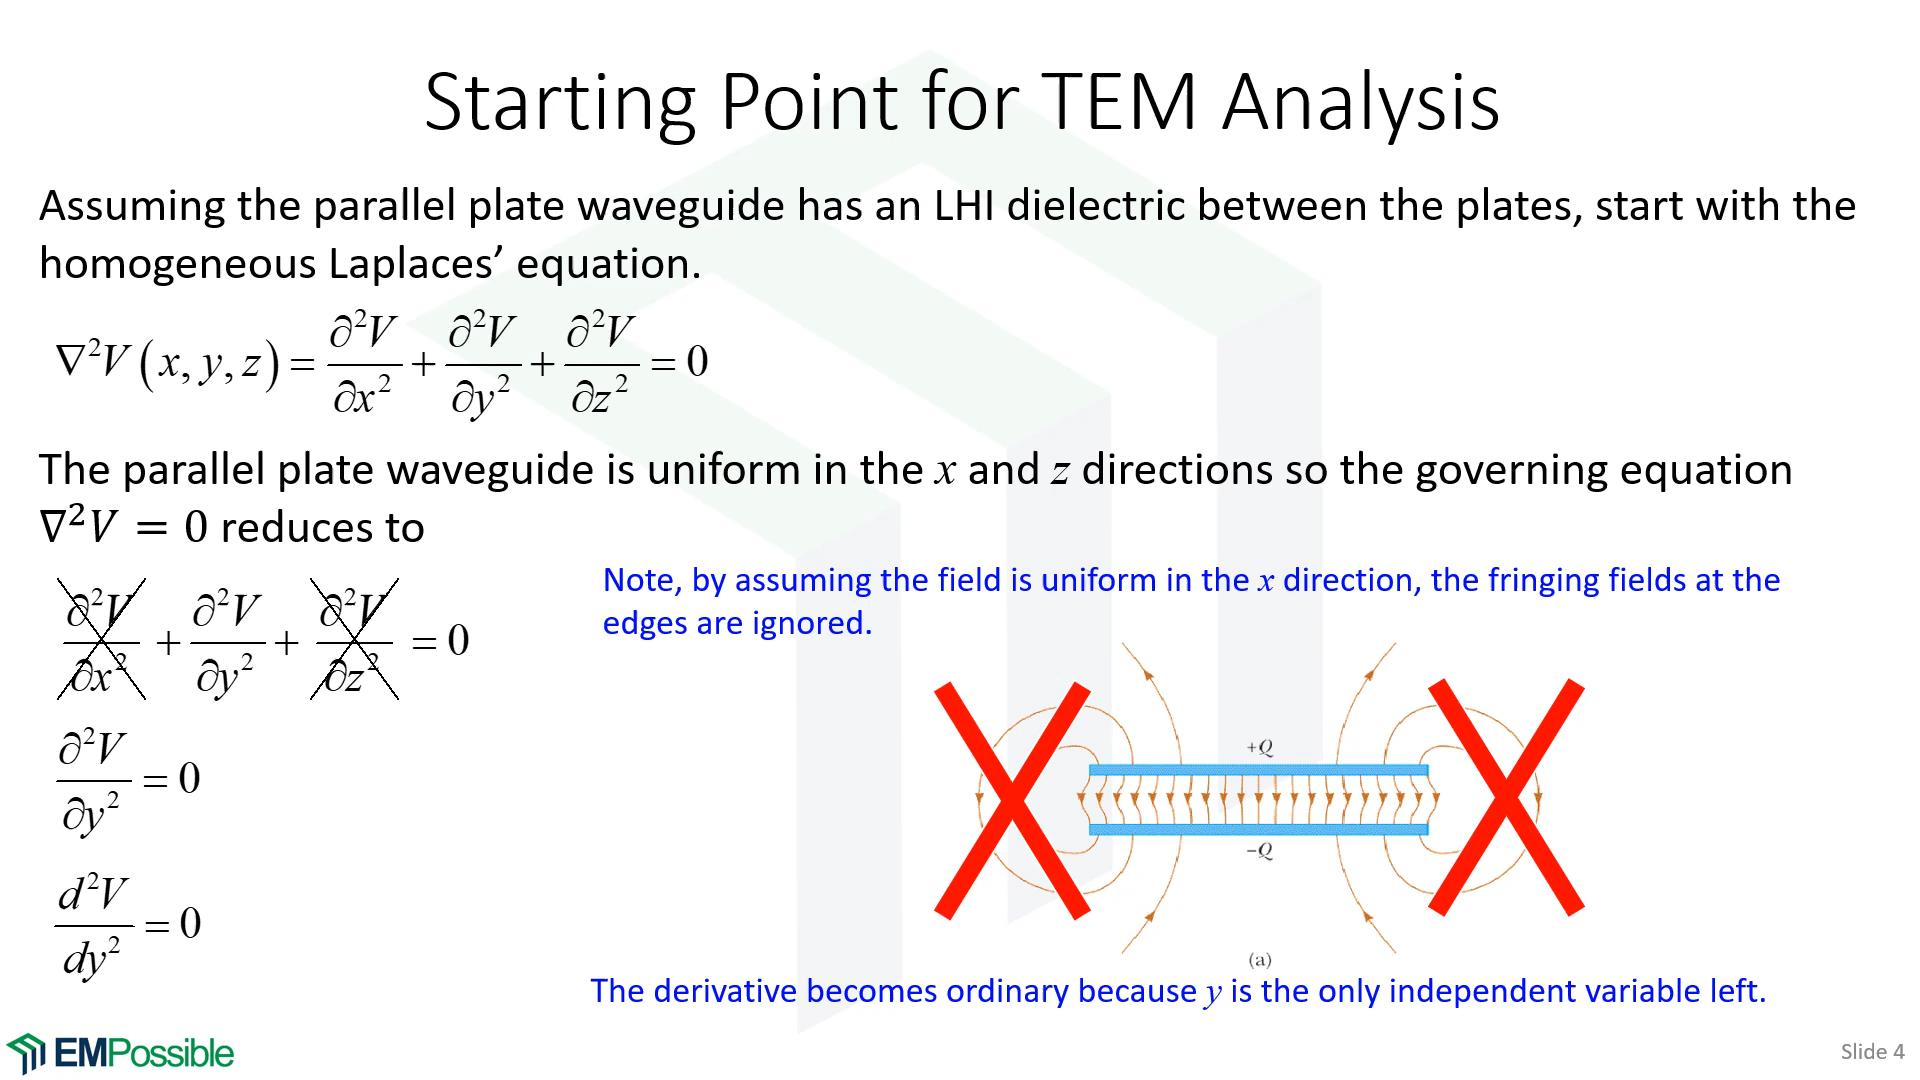 Starting Point for TEM Analysis
Assuming the parallel plate waveguide has an LHI dielectric between the plates, start with the
homogeneous Laplaces’ equation.
∇²V(x, y, z) = ∂²V/∂x² + ∂²V/∂y² + ∂²V/∂z² = 0
The parallel plate waveguide is uniform in the x and z directions so the governing equation
∇²V = 0 reduces to
∂²V/∂x² + ∂²V/∂y² + ∂²V/∂z² = 0
∂²V/∂y² = 0
d²V/dy² = 0
Note, by assuming the field is uniform in the x direction, the fringing fields at the
edges are ignored.
+Q
−Q
(a)
The derivative becomes ordinary because y is the only independent variable left.
EMPossible
Slide 4